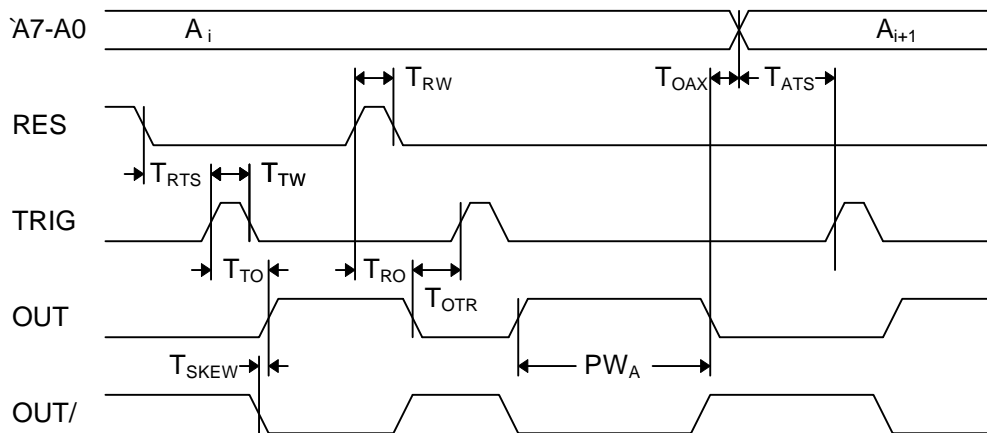 `A7-A0 A i A i+1
T RW T OAX T ATS
RES
T RTS T TW
TRIG
T TO T RO T OTR
OUT
T SKEW PW A
OUT/